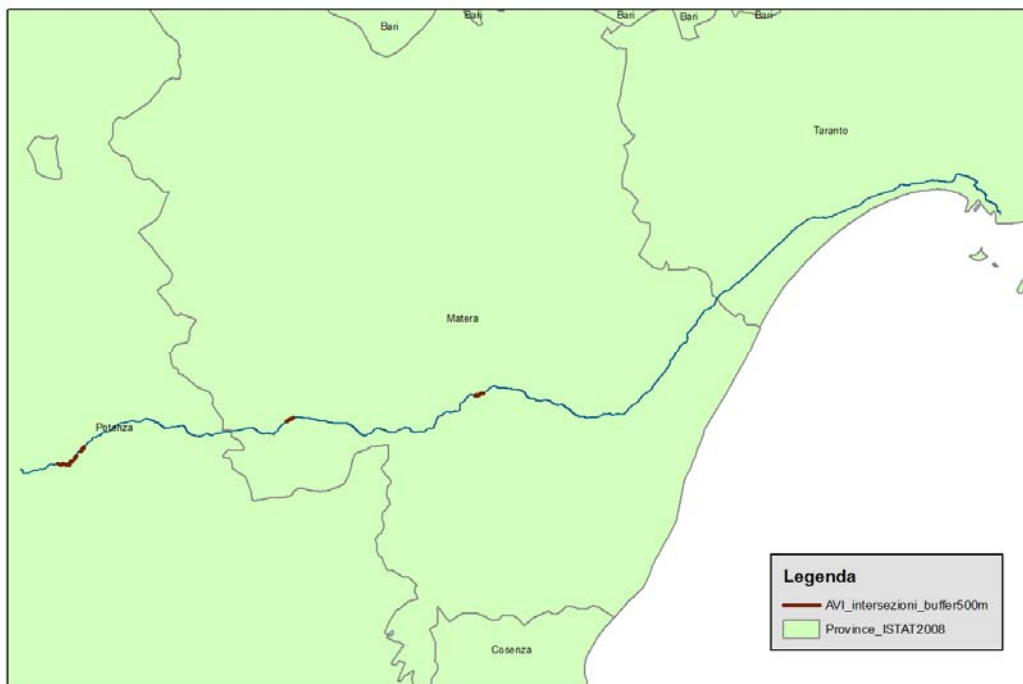 Bari
Bari
Bari
Bari
Bari
Taranto
Matera
Potenza
Cosenza
Legenda
AVI_intersezioni_buffer500m
Province_ISTAT2008